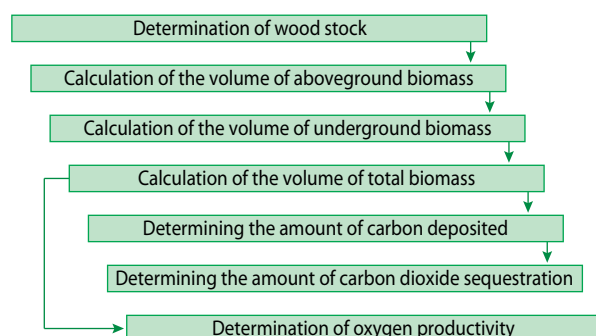 Determination of wood stock
Calculation of the volume of aboveground biomass
Calculation of the volume of underground biomass
Calculation of the volume of total biomass
Determining the amount of carbon deposited
Determining the amount of carbon dioxide sequestration
Determination of oxygen productivity